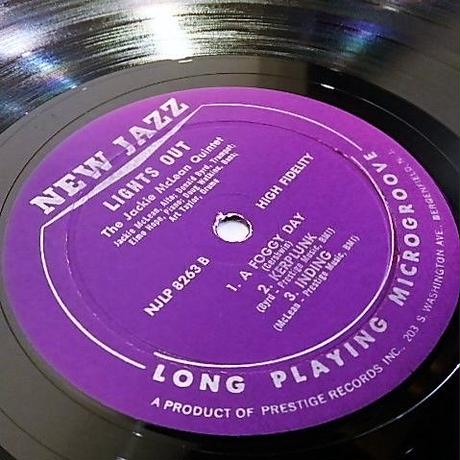 NEW JAZZ
LIGHTS OUT
The Jackie McLean Quintet
Jackie McLean, Alto; Donald Byrd, Trumpet;
Elmo Hope, Piano; Doug Watkins, Bass;
Art Taylor, Drums
NJLP 8263 B
HIGH FIDELITY
1. A FOGGY DAY
(Gershwin)
2. KERPLUNK
(Byrd - Prestige Music, BMI)
3. INDING
(McLean - Prestige Music, BMI)
LONG PLAYING MICROGROOVE
A PRODUCT OF PRESTIGE RECORDS INC., 203 S. WASHINGTON AVE., BERGENFIELD, N. J.